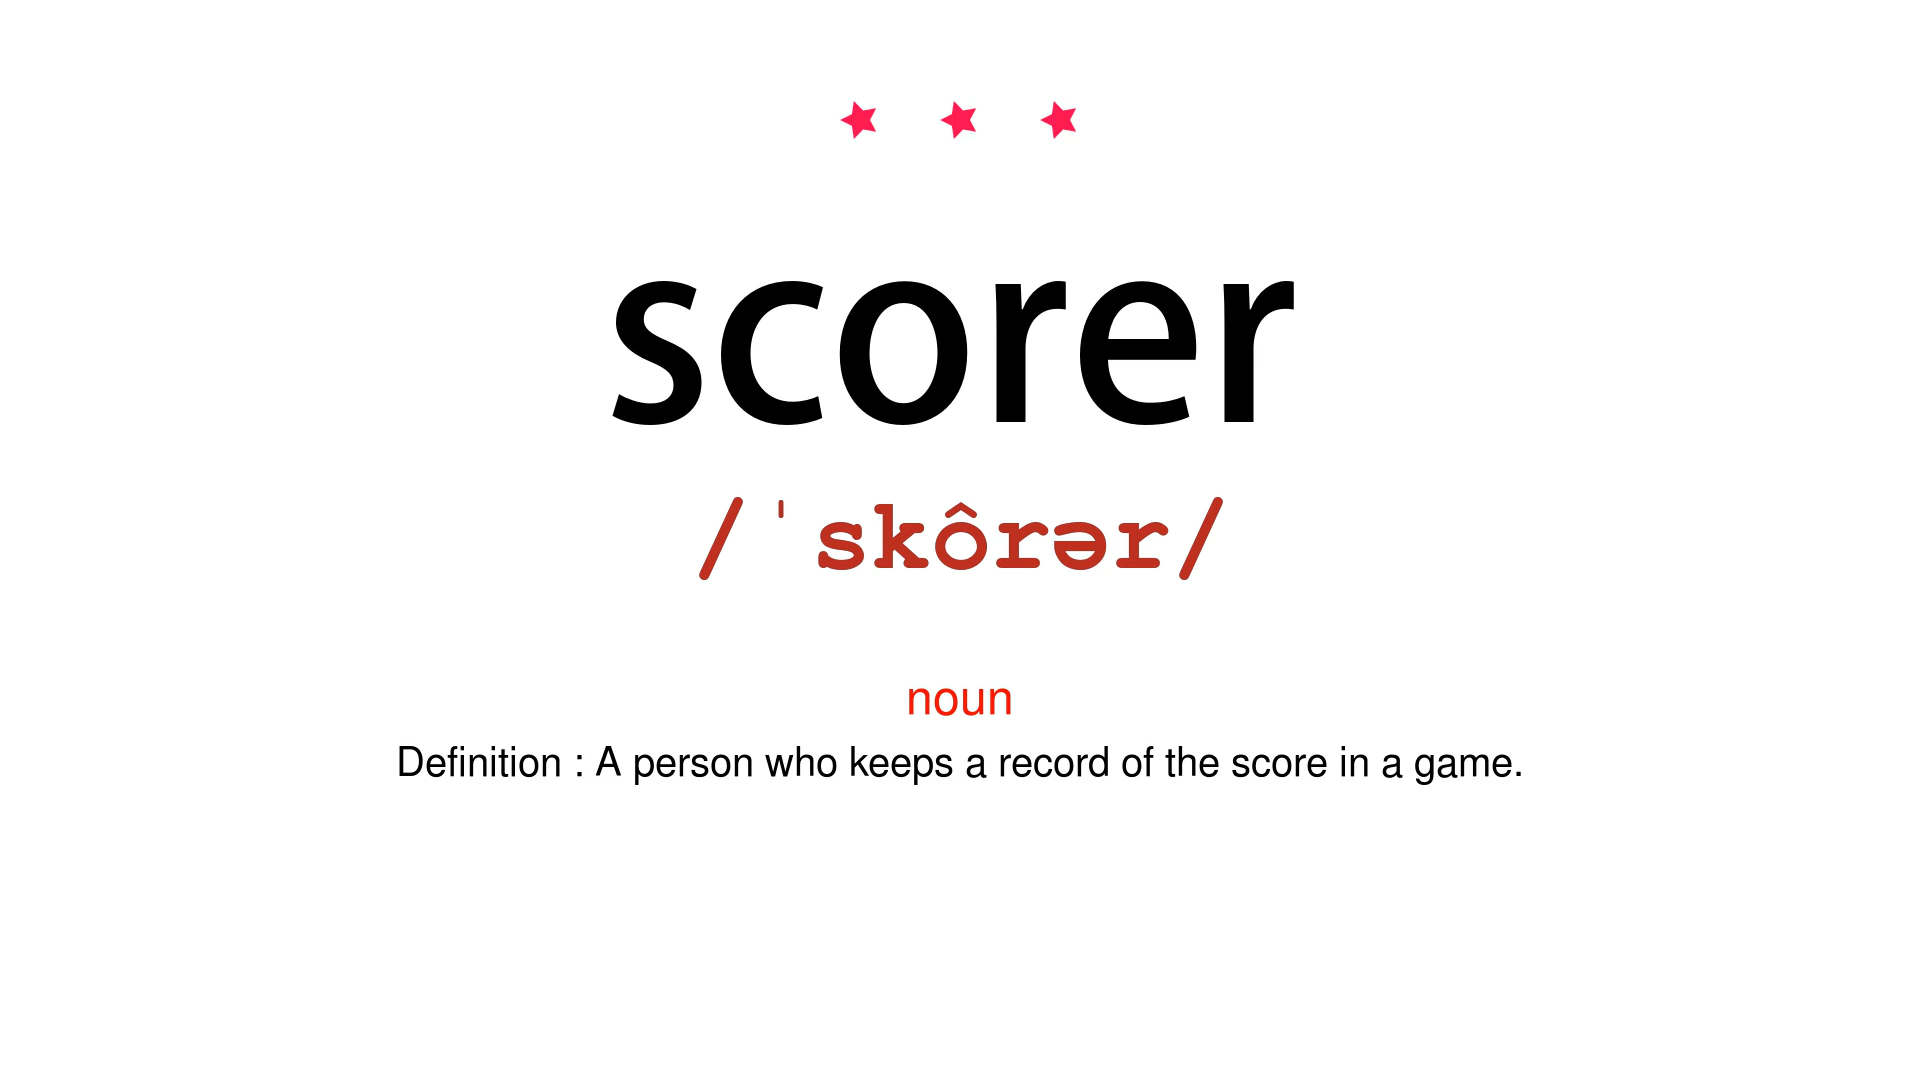 scorer
/ˈskôrər/
noun
Definition : A person who keeps a record of the score in a game.